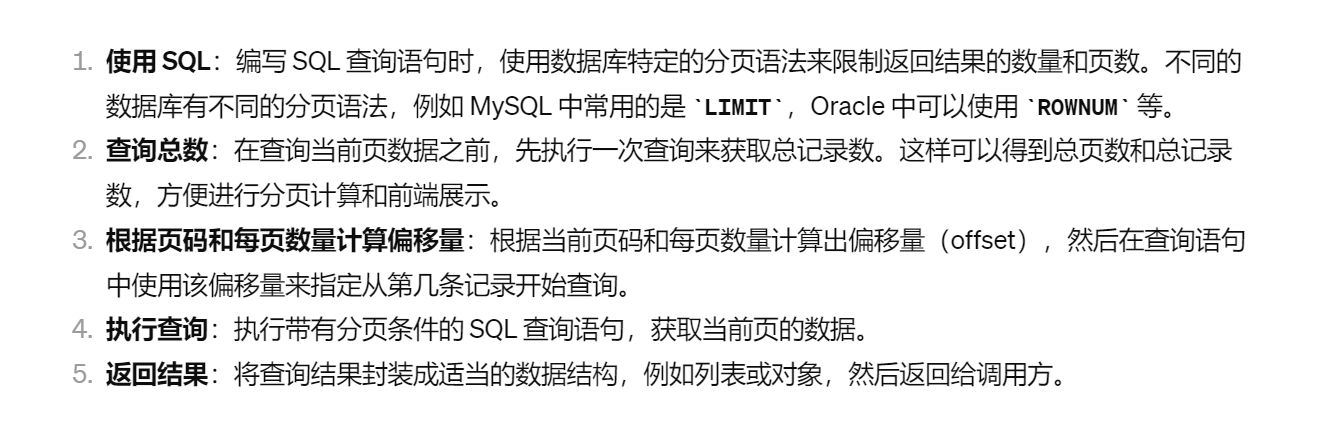 1. 使用 SQL：编写 SQL 查询语句时，使用数据库特定的分页语法来限制返回结果的数量和页数。不同的
数据库有不同的分页语法，例如 MySQL 中常用的是 `LIMIT`，Oracle 中可以使用 `ROWNUM` 等。
2. 查询总数：在查询当前页数据之前，先执行一次查询来获取总记录数。这样可以得到总页数和总记录
数，方便进行分页计算和前端展示。
3. 根据页码和每页数量计算偏移量：根据当前页码和每页数量计算出偏移量（offset），然后在查询语句
中使用该偏移量来指定从第几条记录开始查询。
4. 执行查询：执行带有分页条件的 SQL 查询语句，获取当前页的数据。
5. 返回结果：将查询结果封装成适当的数据结构，例如列表或对象，然后返回给调用方。